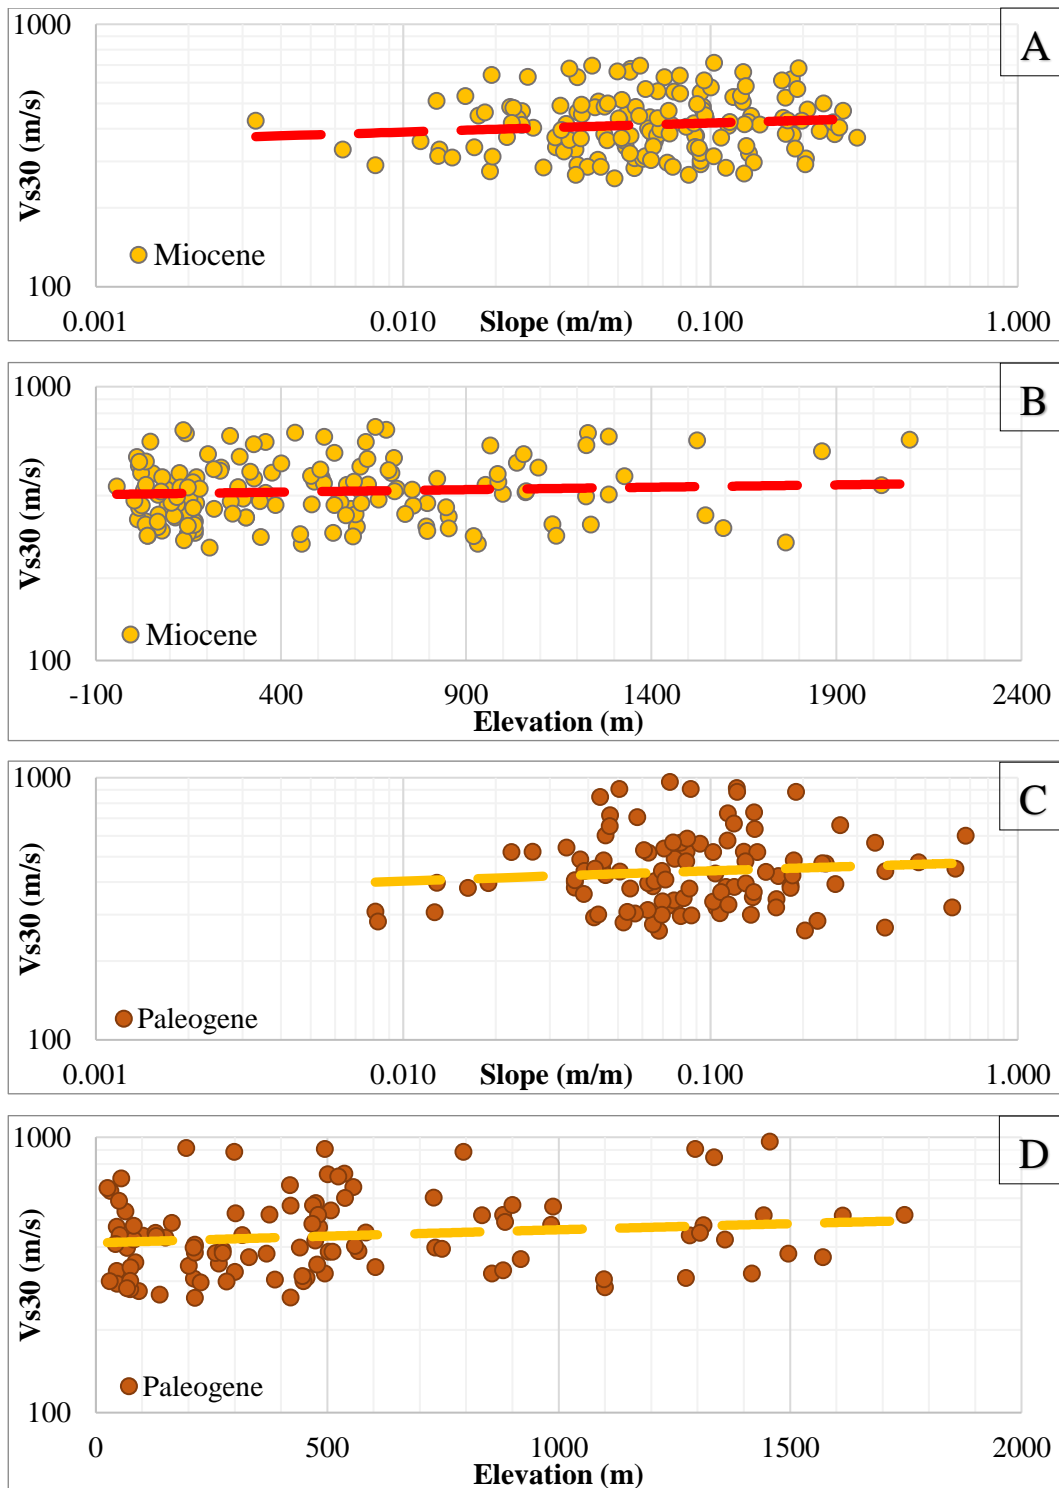 1000
A
Vs30 (m/s)
Miocene
100
0.001
0.010
Slope (m/m)
0.100
1.000
1000
B
Vs30 (m/s)
Miocene
100
-100
400
900
1400
1900
2400
Elevation (m)
1000
C
Vs30 (m/s)
Paleogene
100
0.001
0.010
Slope (m/m)
0.100
1.000
1000
D
Vs30 (m/s)
Paleogene
100
0
500
1000
1500
2000
Elevation (m)